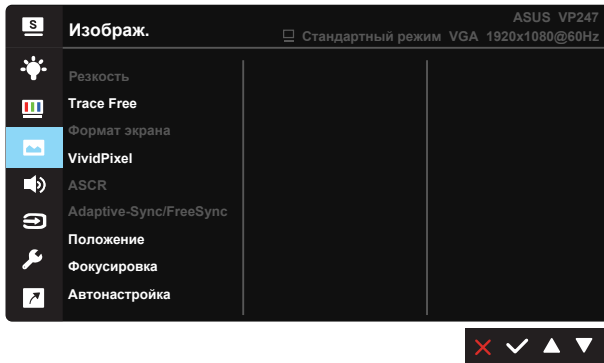 S
ASUS VP247
Изображ.
Стандартный режим VGA 1920x1080@60Hz
Резкость
Trace Free
Формат экрана
VividPixel
ASCR
Adaptive-Sync/FreeSync
Положение
Фокусировка
Автонастройка